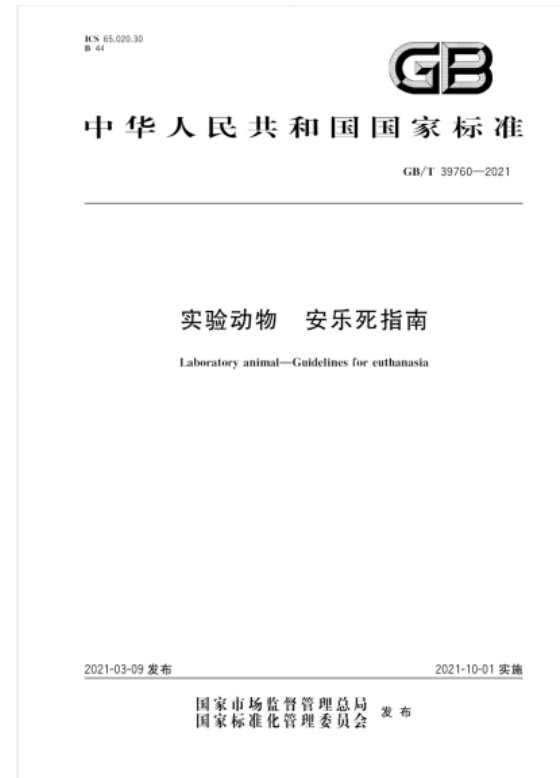 ICS 65.020.30
B 44
GB
中华人民共和国国家标准
GB/T 39760—2021
实验动物 安乐死指南
Laboratory animal—Guidelines for euthanasia
2021-03-09 发布
2021-10-01 实施
国家市场监督管理总局
国家标准化管理委员会
发布